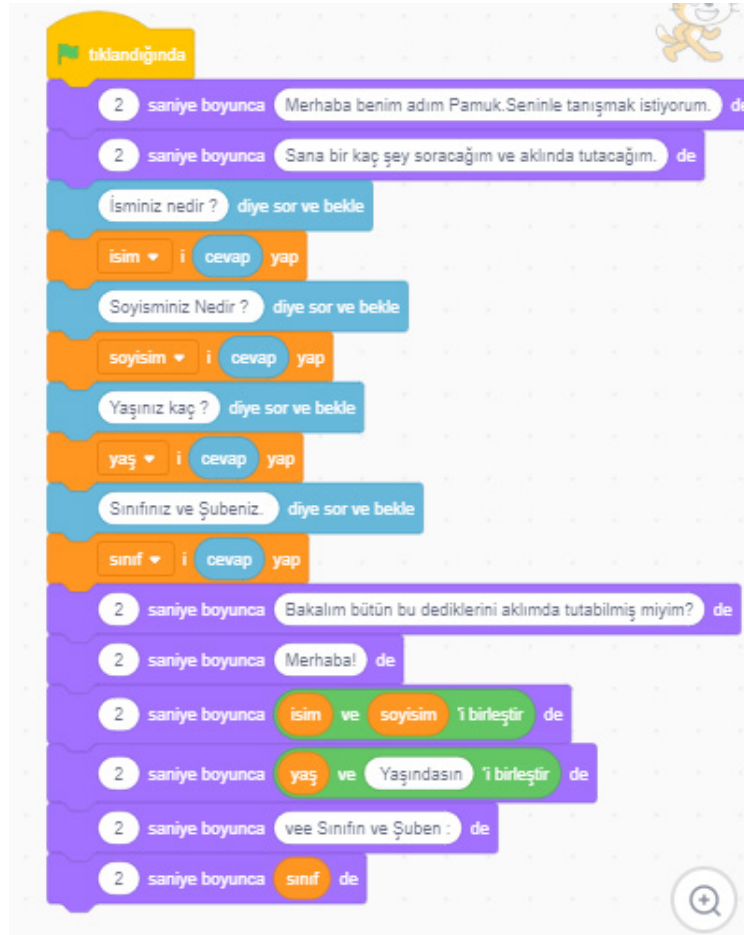 tıklandığında
2 saniye boyunca Merhaba benim adım Pamuk.Seninle tanışmak istiyorum. de
2 saniye boyunca Sana bir kaç şey soracağım ve aklında tutacağım. de
İsminiz nedir ? diye sor ve bekle
isim i cevap yap
Soyisminiz Nedir ? diye sor ve bekle
soyisim i cevap yap
Yaşınız kaç ? diye sor ve bekle
yaş i cevap yap
Sınıfınız ve Şubeniz. diye sor ve bekle
sınıf i cevap yap
2 saniye boyunca Bakalım bütün bu dediklerini aklımda tutabilmiş miyim? de
2 saniye boyunca Merhaba! de
2 saniye boyunca isim ve soyisim 'i birleştir de
2 saniye boyunca yaş ve Yaşındasın 'i birleştir de
2 saniye boyunca vee Sınıfın ve Şuben : de
2 saniye boyunca sınıf de